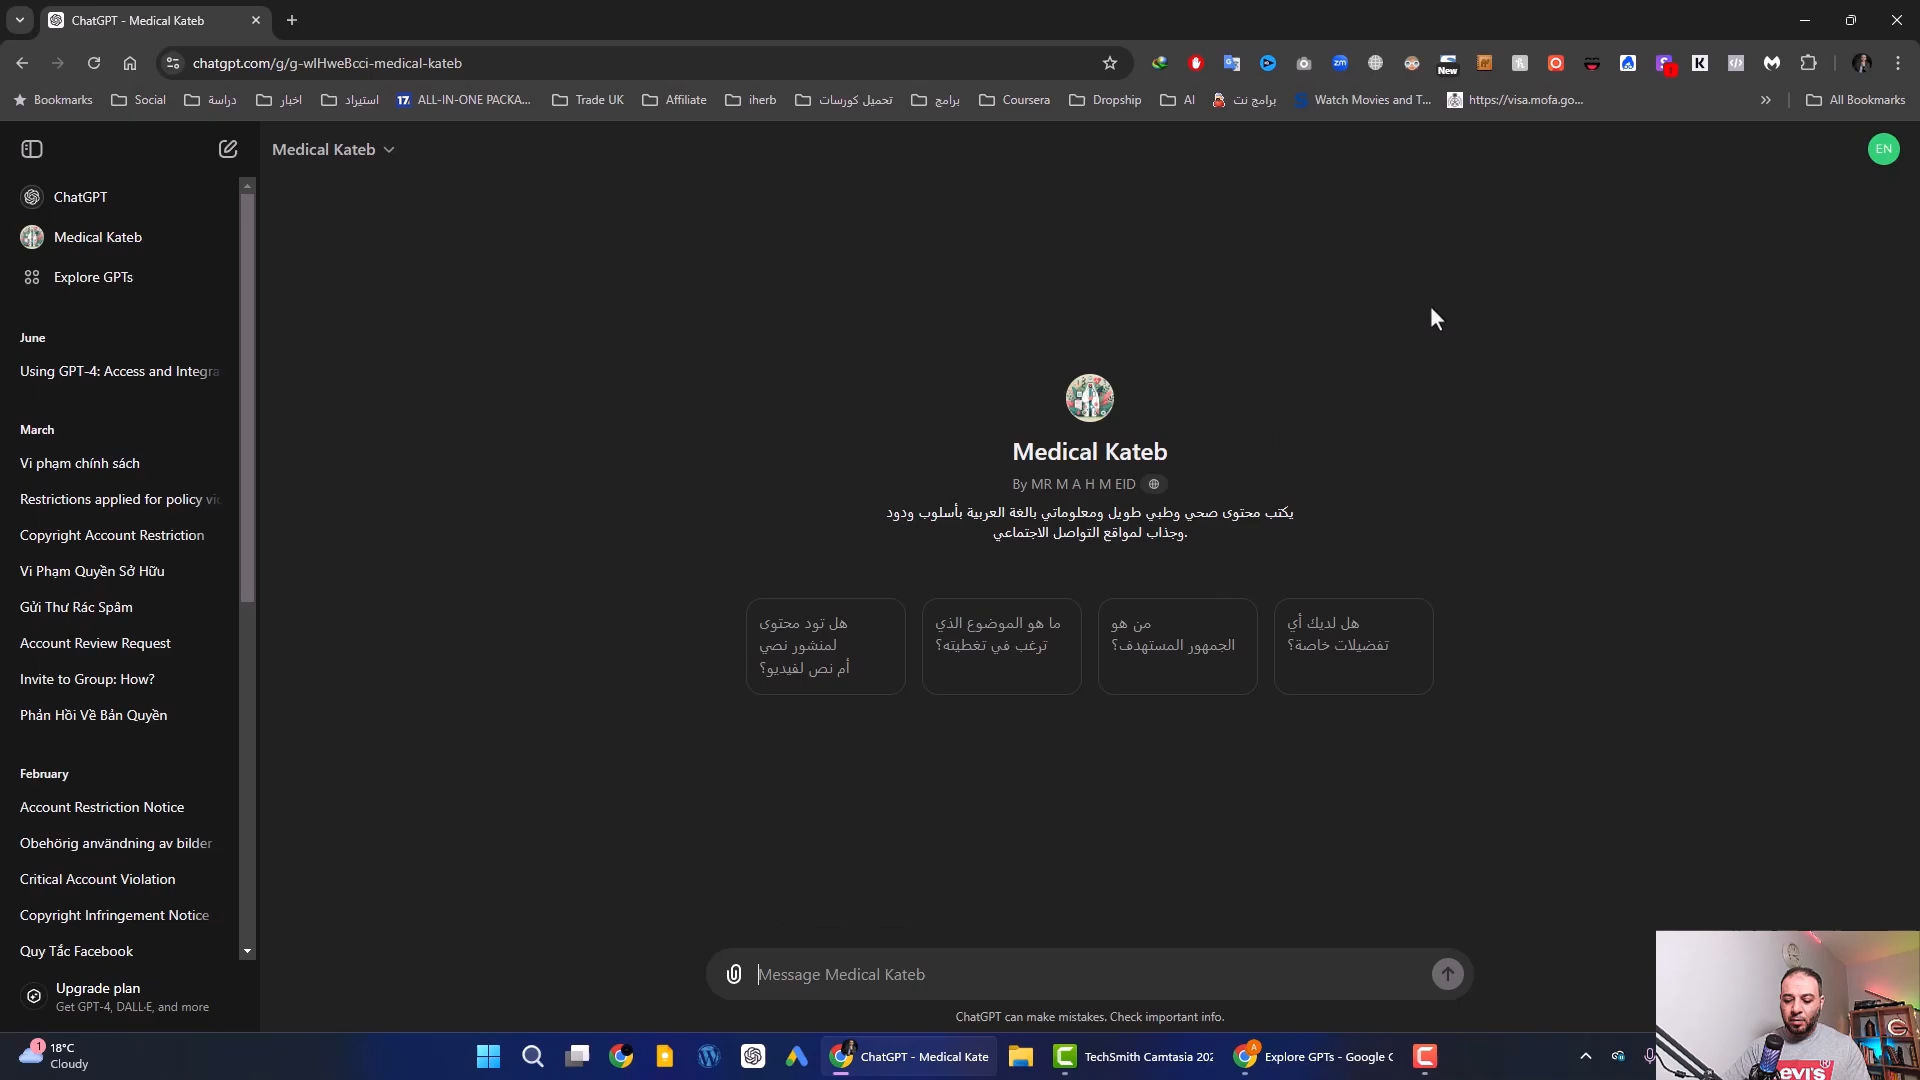 ChatGPT - Medical Kateb
chatgpt.com/g/g-wIHweBcci-medical-kateb
New
Bookmarks
Social
دراسة
اخبار
استيراد
17 ALL-IN-ONE PACKA...
Trade UK
Affiliate
iherb
تحميل كورسات
برامج
Coursera
Dropship
AI
برامج نت
Watch Movies and T...
https://visa.mofa.go...
All Bookmarks
Medical Kateb
EN
ChatGPT
Medical Kateb
Explore GPTs
June
Using GPT-4: Access and Integra
March
Vi phạm chính sách
Restrictions applied for policy vi
Copyright Account Restriction
Vi Phạm Quyền Sở Hữu
Gửi Thư Rác Spâm
Account Review Request
Invite to Group: How?
Phản Hồi Về Bản Quyền
February
Account Restriction Notice
Obehörig användning av bilder
Critical Account Violation
Copyright Infringement Notice
Quy Tắc Facebook
Upgrade plan
Get GPT-4, DALL·E, and more
Medical Kateb
By MR M A H M EID
يكتب محتوى صحي وطبي طويل ومعلوماتي بالغة العربية بأسلوب ودود
وجذاب لمواقع التواصل الاجتماعي.
هل تود محتوى
لمنشور نصي
أم نص لفيديو؟
ما هو الموضوع الذي
ترغب في تغطيته؟
من هو
الجمهور المستهدف؟
هل لديك أي
تفضيلات خاصة؟
Message Medical Kateb
ChatGPT can make mistakes. Check important info.
1
18°C
Cloudy
ChatGPT - Medical Kate
TechSmith Camtasia 202
Explore GPTs - Google C
Levi's